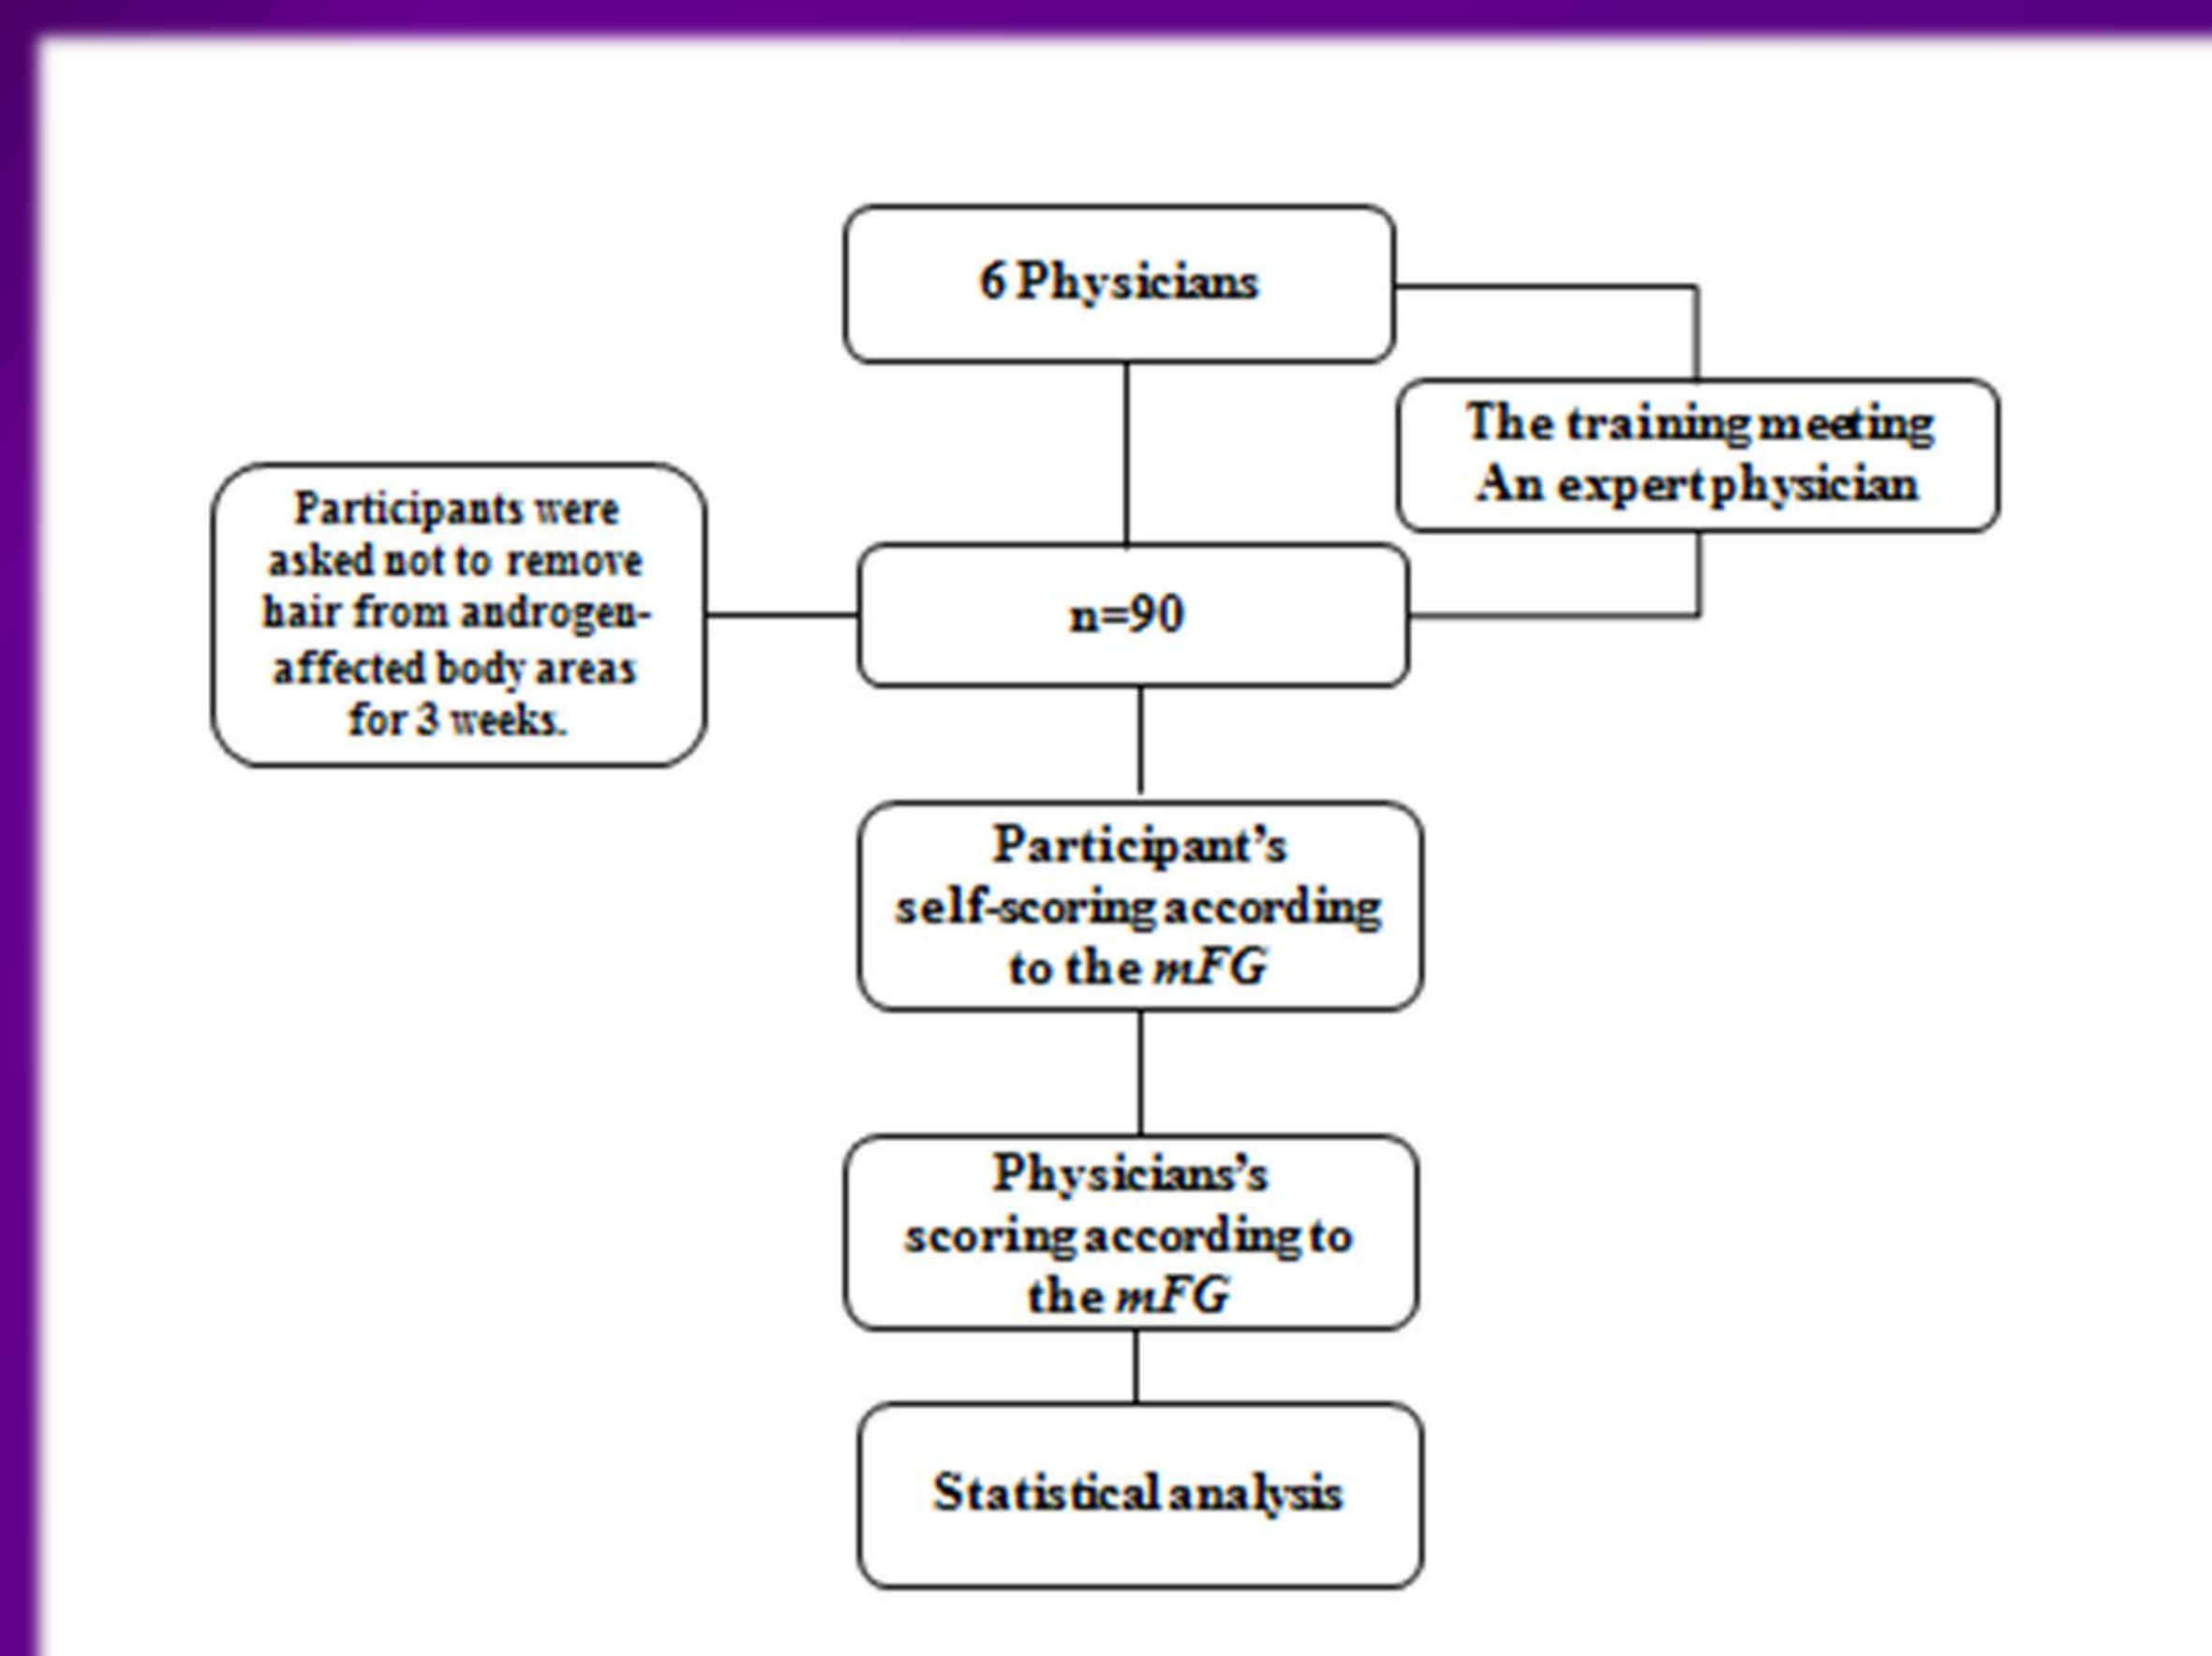 6 Physicians
The training meeting
An expert physician
Participants were
asked not to remove
hair from androgen-
affected body areas
for 3 weeks.
n=90
Participant’s
self-scoring according
to the mFG
Physicians’s
scoring according to
the mFG
Statistical analysis